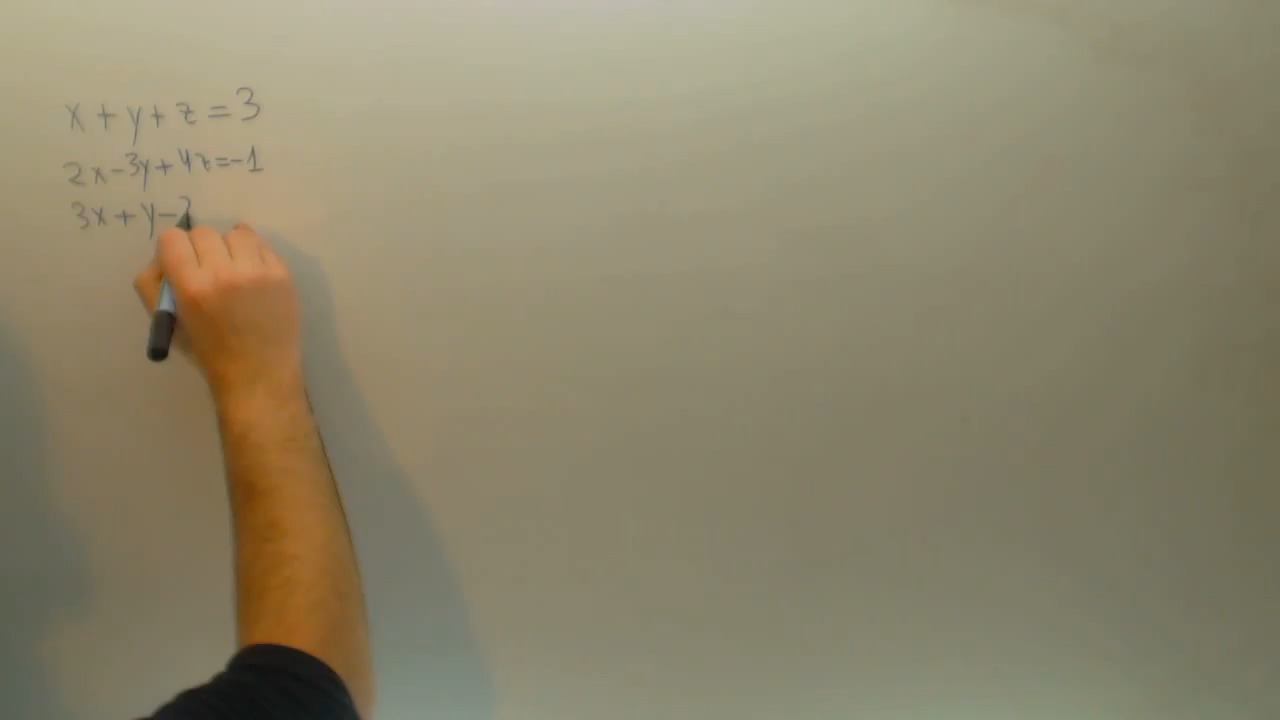 x + y + z = 3
2x - 3y + 4z = -1
3x + y -